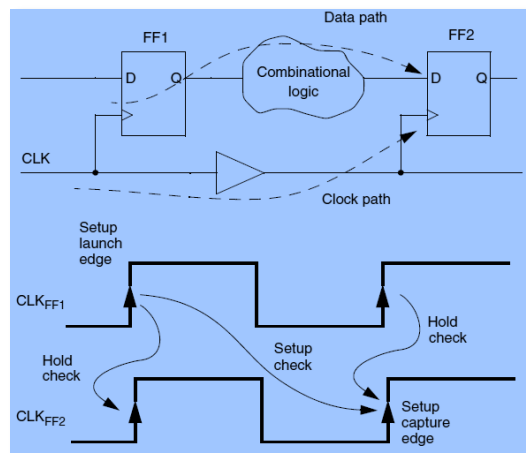 Data path
FF1
FF2
D
Q
Combinational
logic
D
Q
CLK
Clock path
Setup
launch
edge
CLKFF1
Hold
check
Setup
check
Hold
check
CLKFF2
Setup
capture
edge